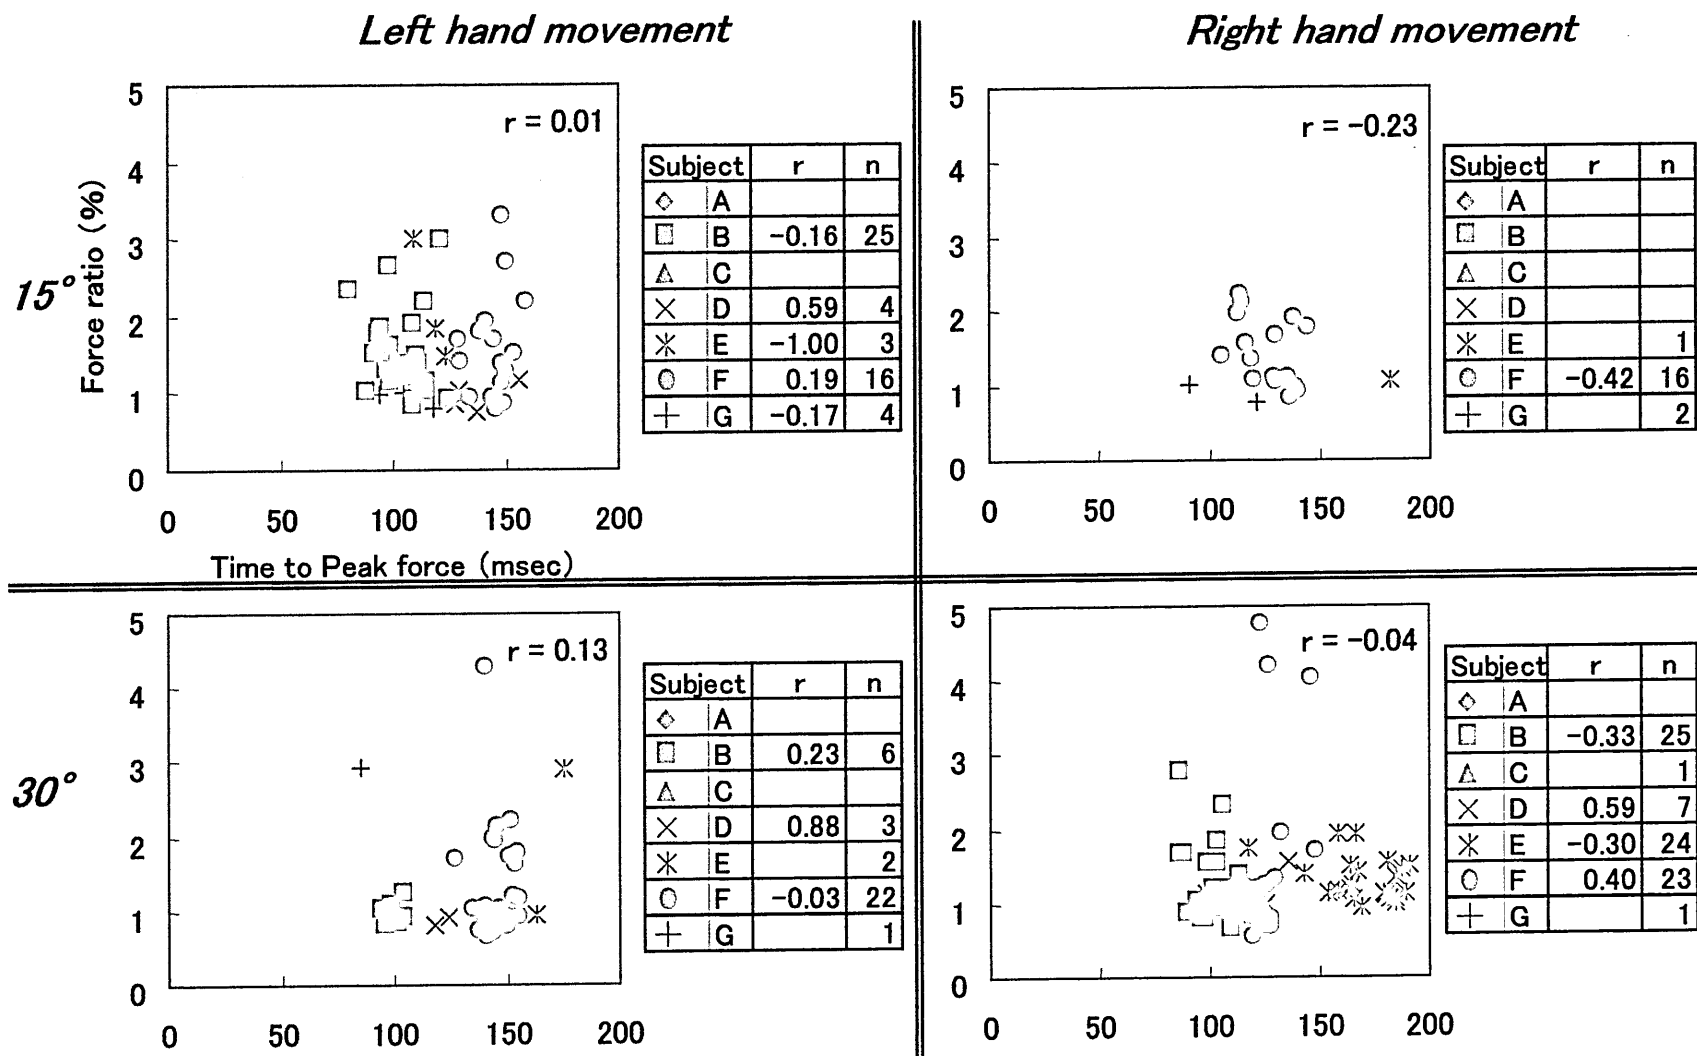 Left hand movement
Right hand movement
15°
Force ratio (%)
5
4
3
2
1
0
r = 0.01
0 50 100 150 200
Time to Peak force (msec)
Subject r n
A
B -0.16 25
C
D 0.59 4
E -1.00 3
F 0.19 16
G -0.17 4
5
4
3
2
1
0
r = -0.23
0 50 100 150 200
Subject r n
A
B
C
D
E 1
F -0.42 16
G 2
30°
5
4
3
2
1
0
r = 0.13
0 50 100 150 200
Subject r n
A
B 0.23 6
C
D 0.88 3
E 2
F -0.03 22
G 1
5
4
3
2
1
0
r = -0.04
0 50 100 150 200
Subject r n
A
B -0.33 25
C 1
D 0.59 7
E -0.30 24
F 0.40 23
G 1